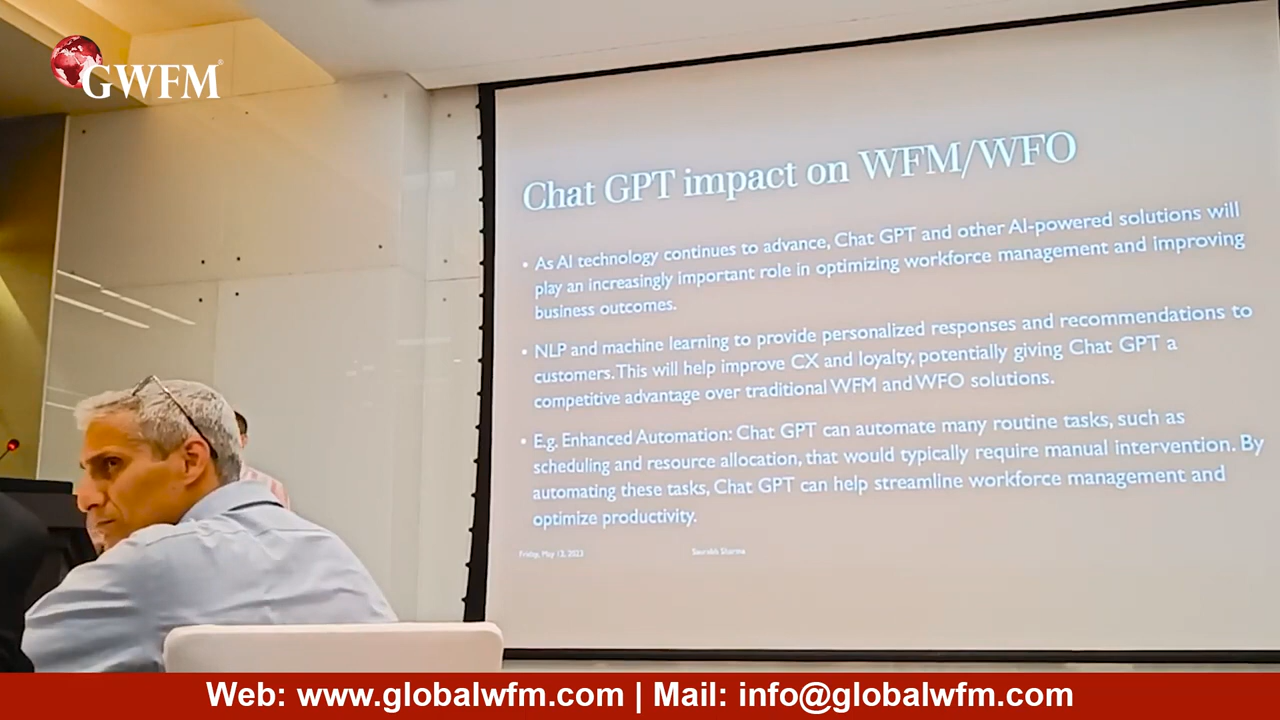 GWFM
Chat GPT impact on WFM/WFO
• As AI technology continues to advance, Chat GPT and other AI-powered solutions will
play an increasingly important role in optimizing workforce management and improving
business outcomes.
• NLP and machine learning to provide personalized responses and recommendations to
customers. This will help improve CX and loyalty, potentially giving Chat GPT a
competitive advantage over traditional WFM and WFO solutions.
• E.g. Enhanced Automation: Chat GPT can automate many routine tasks, such as
scheduling and resource allocation, that would typically require manual intervention. By
automating these tasks, Chat GPT can help streamline workforce management and
optimize productivity.
Friday, May 12, 2023 Saurabh Sharma
Web: www.globalwfm.com | Mail: info@globalwfm.com